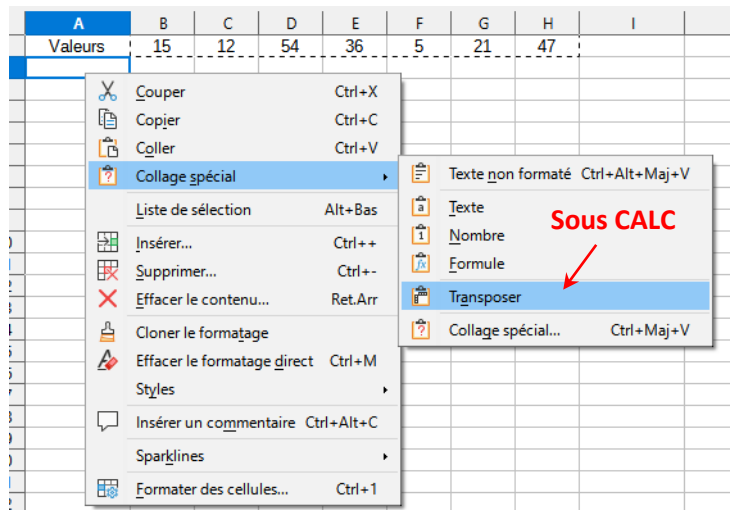 A B C D E F G H I
Valeurs 15 12 54 36 5 21 47
Couper Ctrl+X
Copier Ctrl+C
Coller Ctrl+V
Collage spécial
Liste de sélection Alt+Bas
Insérer... Ctrl++
Supprimer... Ctrl+-
Effacer le contenu... Ret.Arr
Cloner le formatage
Effacer le formatage direct Ctrl+M
Styles
Insérer un commentaire Ctrl+Alt+C
Sparklines
Formater des cellules... Ctrl+1
Texte non formaté Ctrl+Alt+Maj+V
Texte
Nombre
Formule
Transposer
Collage spécial... Ctrl+Maj+V
Sous CALC